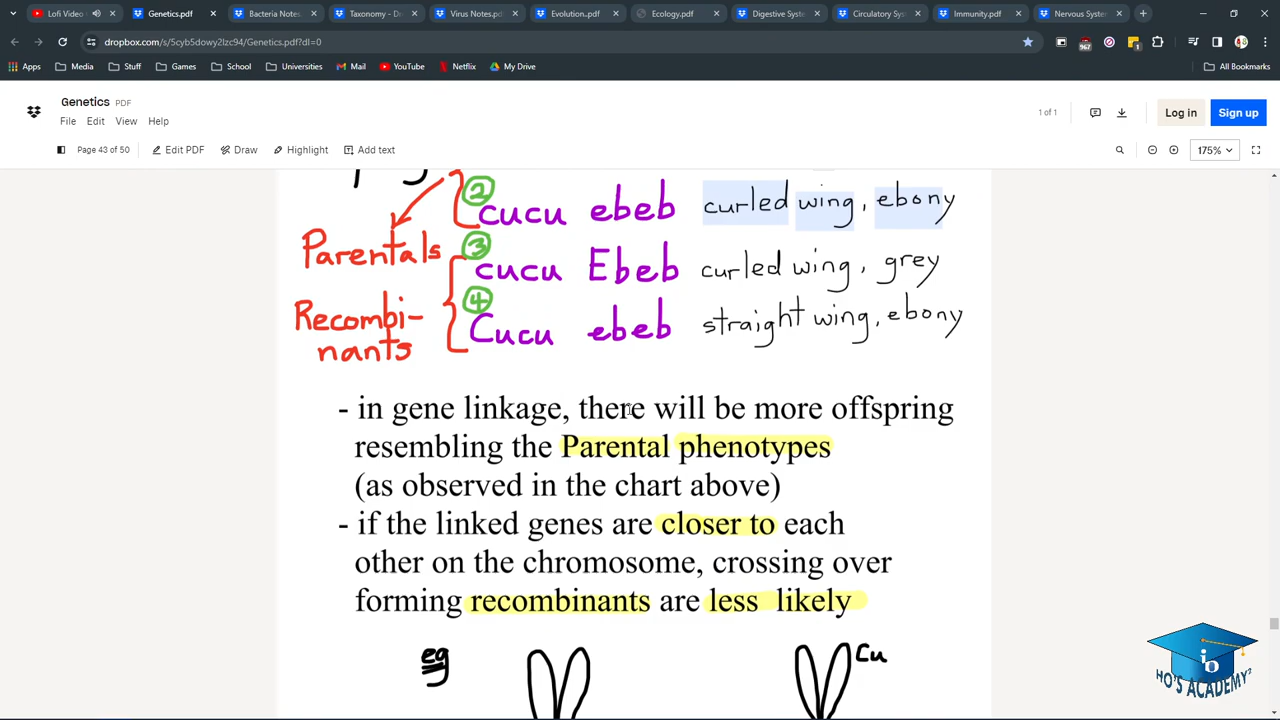 Lofi Video
Genetics.pdf
Bacteria Notes.
Taxonomy - D
Virus Notes.pd
Evolution..pdf
Ecology.pdf
Digestive Syst
Circulatory Sys
Immunity.pdf
Nervous System
dropbox.com/s/5cyb5dowy2lzc94/Genetics.pdf?dl=0
967
Apps
Media
Stuff
Games
School
Universities
Mail
YouTube
Netflix
My Drive
All Bookmarks
Genetics PDF
File Edit View Help
1 of 1
Log in
Sign up
Page 43 of 50
Edit PDF
Draw
Highlight
Add text
175%
② cucu ebeb curled wing, ebony
Parentals
③ cucu Ebeb curled wing, grey
Recombi-
nants
④ Cucu ebeb straight wing, ebony
- in gene linkage, there will be more offspring
resembling the Parental phenotypes
(as observed in the chart above)
- if the linked genes are closer to each
other on the chromosome, crossing over
forming recombinants are less likely
eg
Cu
HO'S ACADEMY